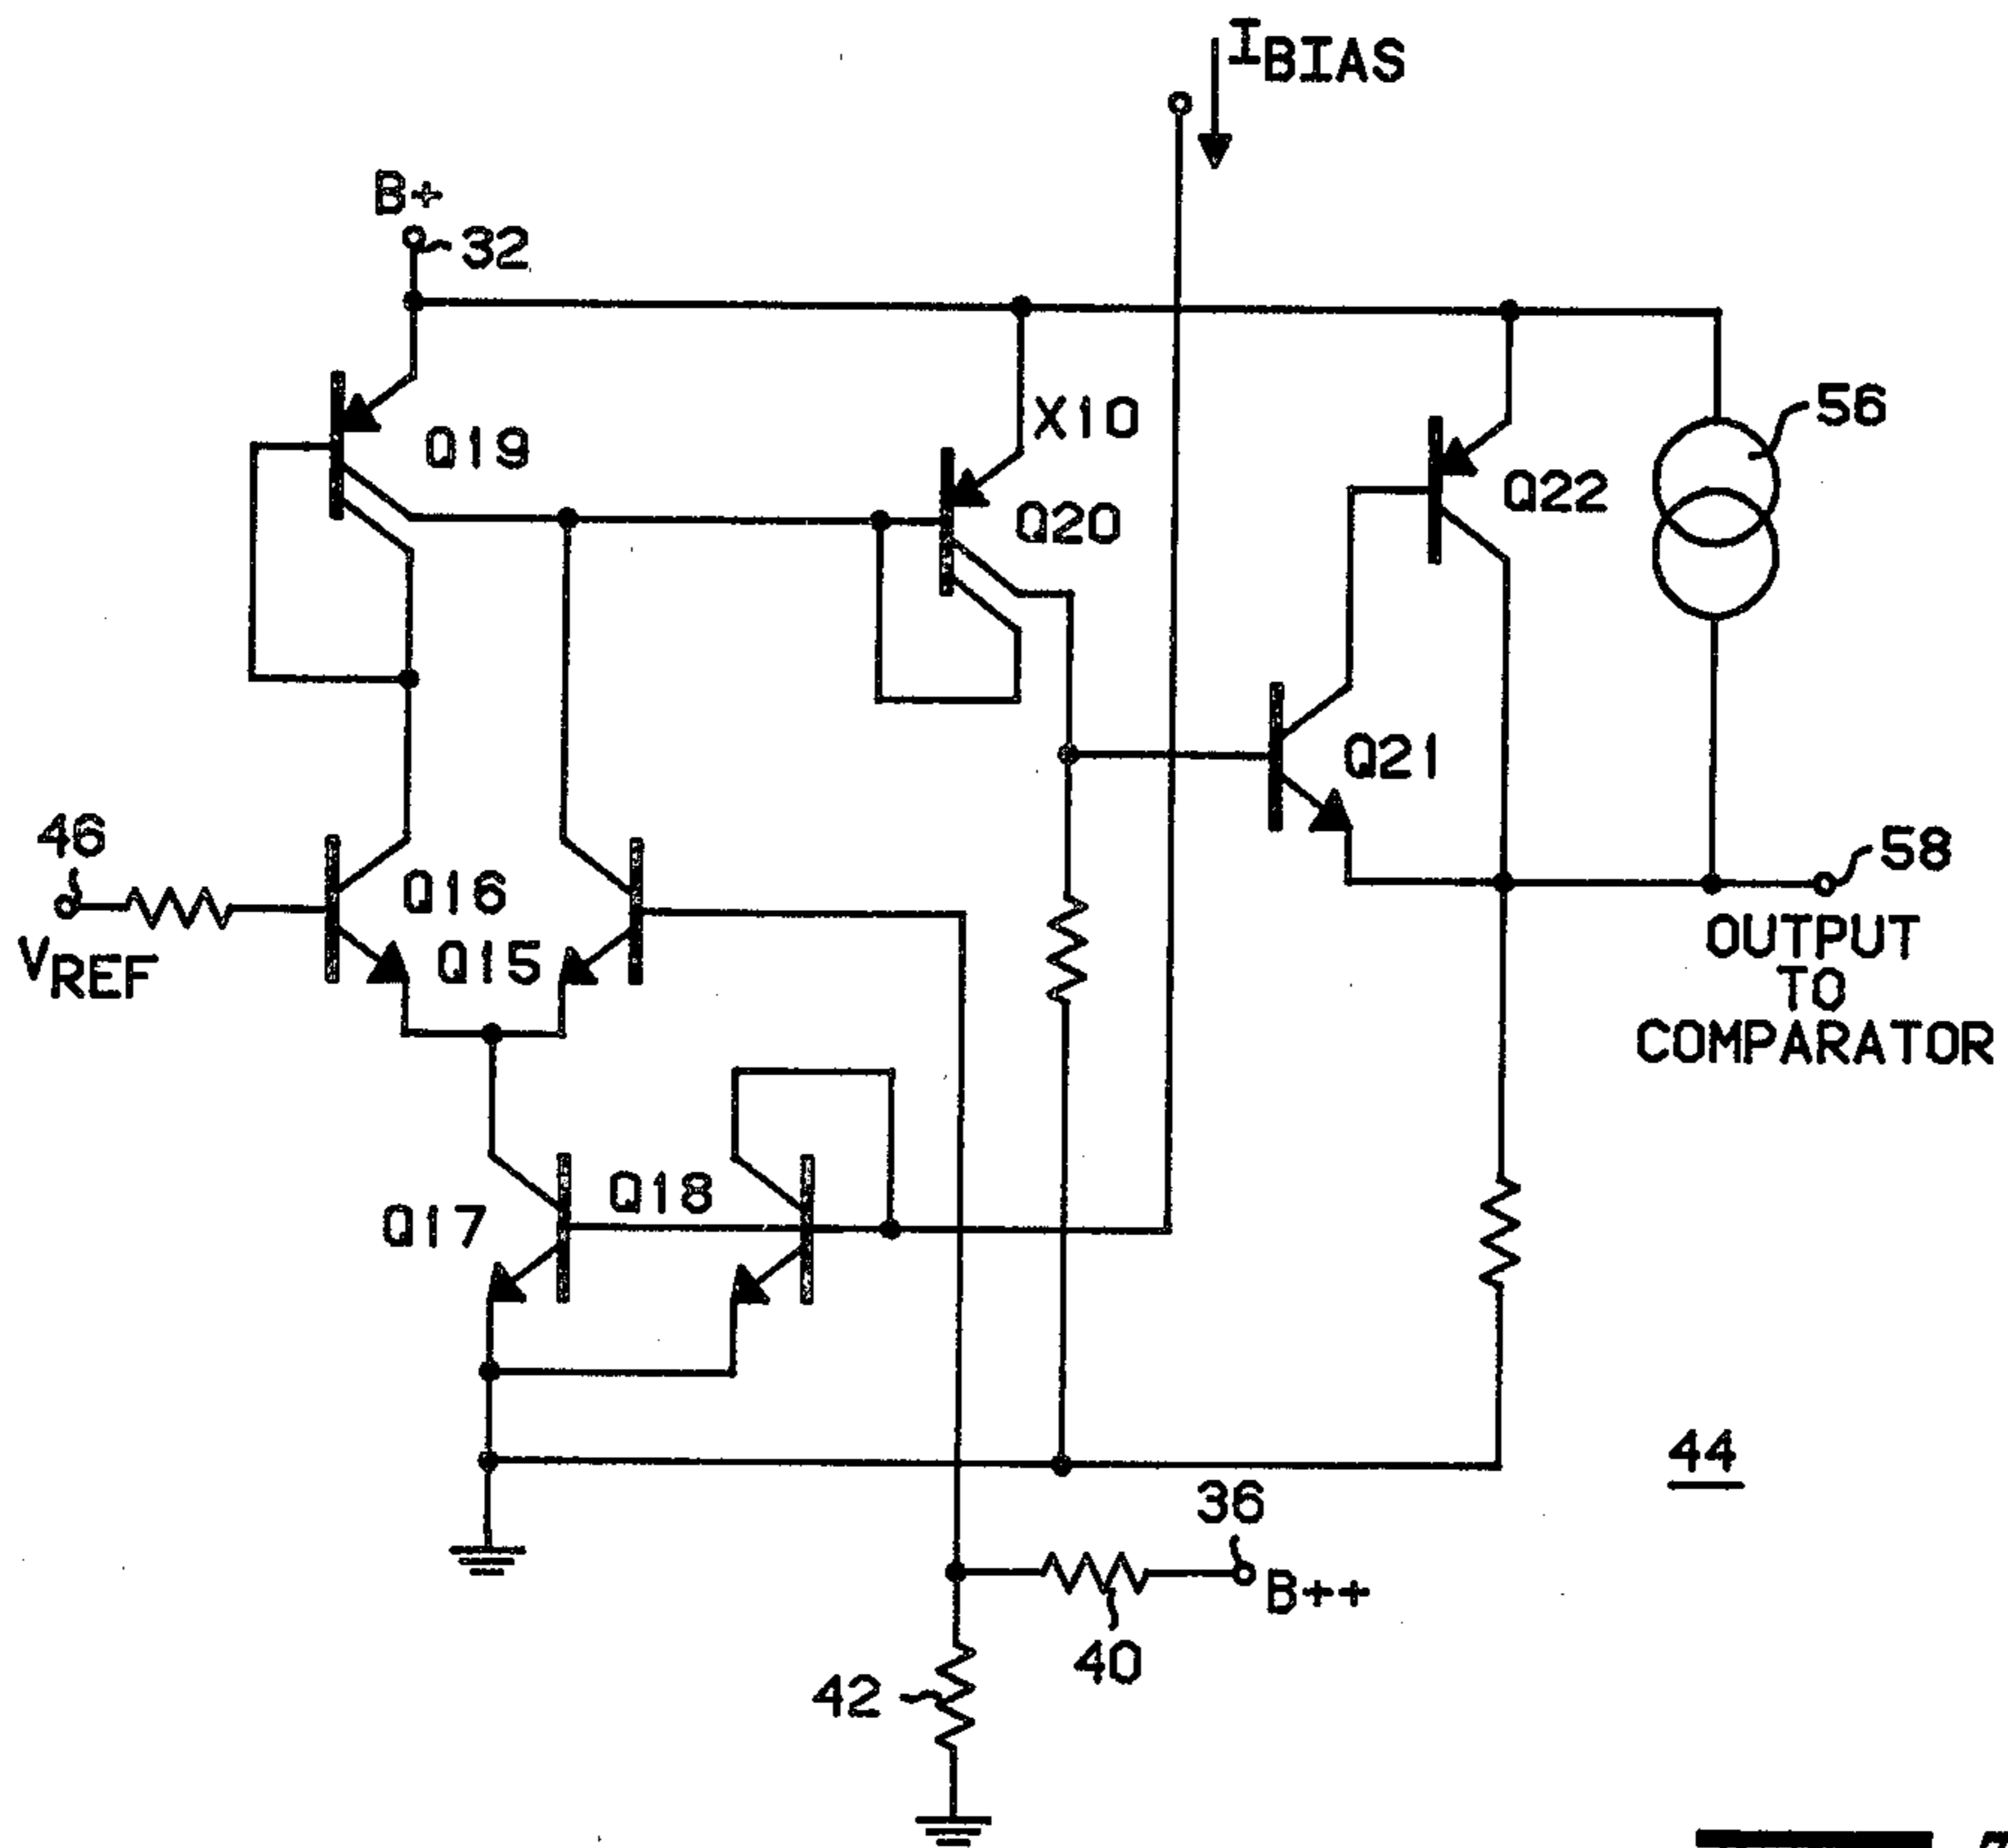 I BIAS
B+
32
X10
56
Q19
Q20
Q22
Q21
46
Q16
58
Q15
VREF
OUTPUT
TO
COMPARATOR
Q18
Q17
44
36
B++
40
42